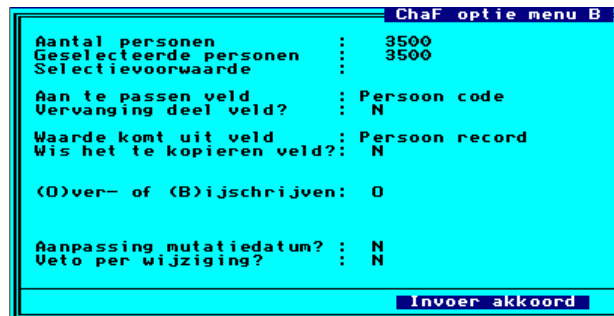 ChaF optie menu B
Aantal personen : 3500
Geselecteerde personen : 3500
Selectievoorwaarde :
Aan te passen veld : Persoon code
Vervanging deel veld? : N
Waarde komt uit veld : Persoon record
Wis het te kopieren veld?: N
(O)ver- of (B)ijschrijven: O
Aanpassing mutatiedatum? : N
Veto per wijziging? : N
Invoer akkoord